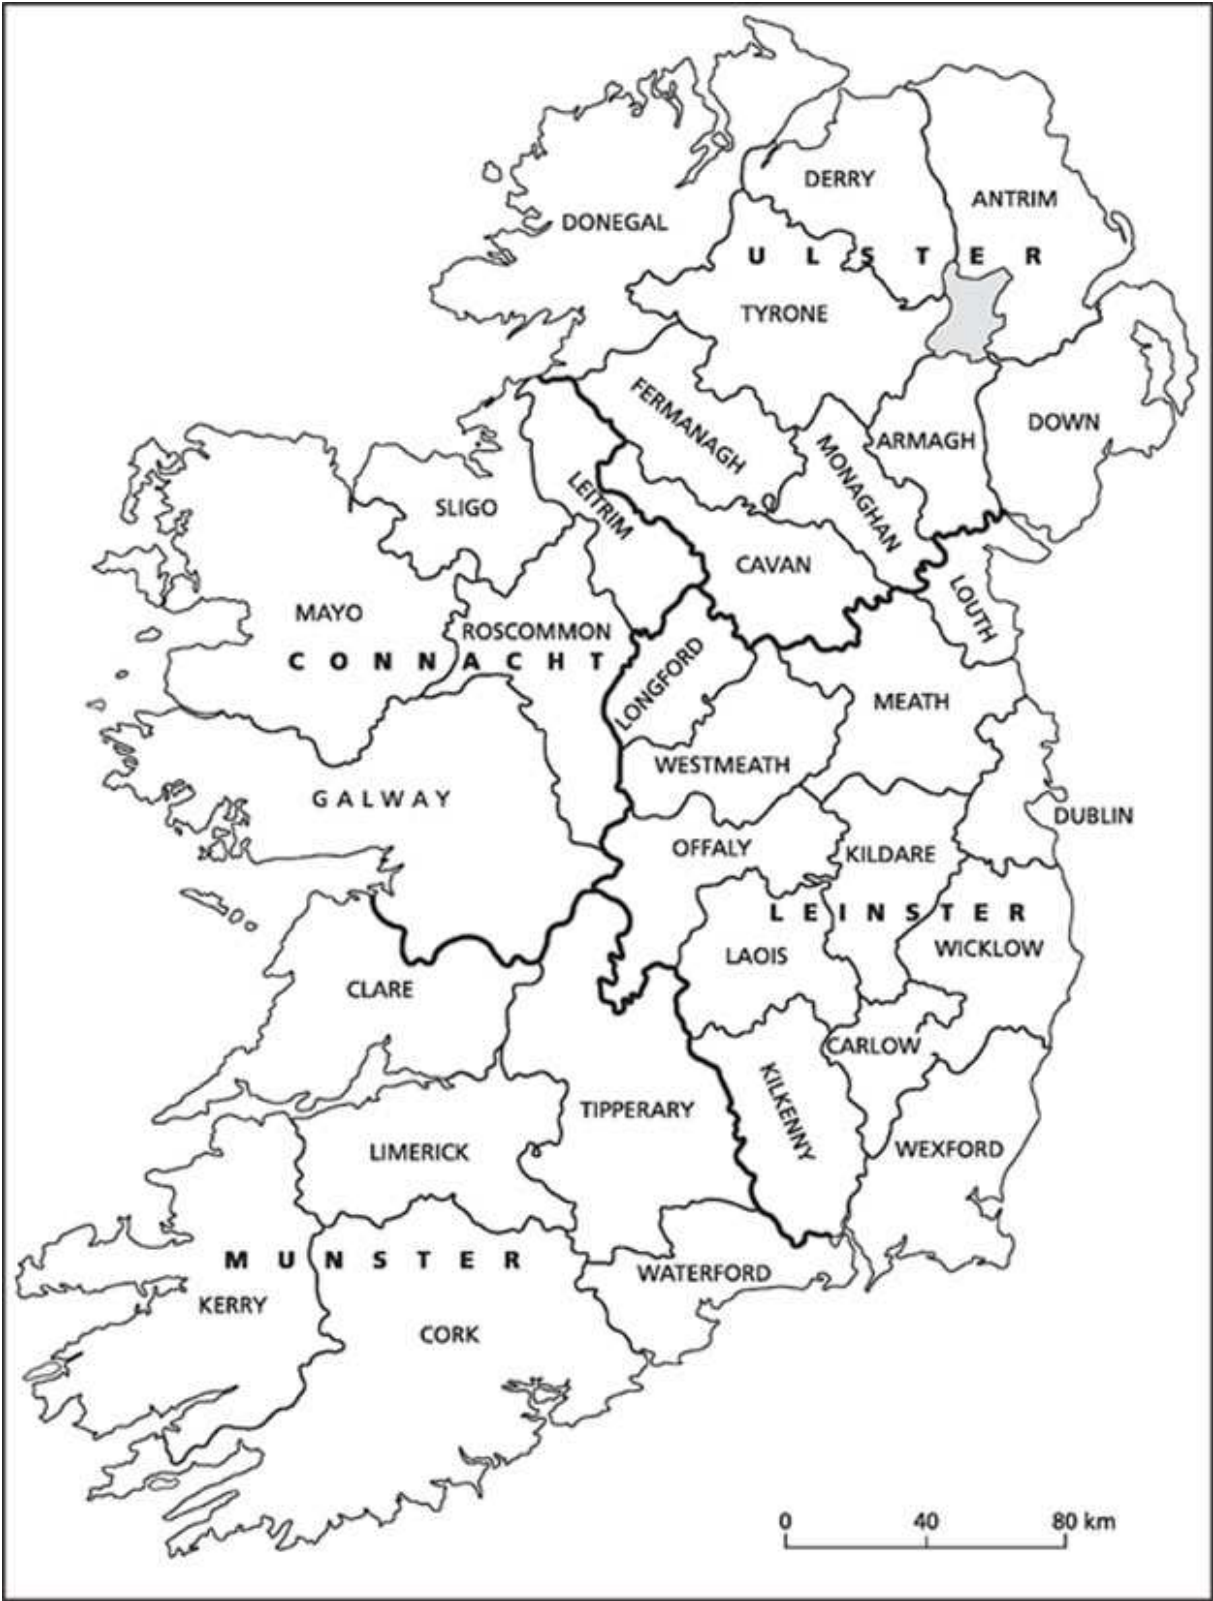 DERRY
ANTRIM
DONEGAL
U L S T E R
TYRONE
FERMANAGH
DOWN
ARMAGH
MONAGHAN
LEITRIM
SLIGO
CAVAN
LOUTH
MAYO
ROSCOMMON
C O N N A C H T
LONGFORD
MEATH
WESTMEATH
G A L W A Y
DUBLIN
OFFALY
KILDARE
L E I N S T E R
WICKLOW
LAOIS
CLARE
CARLOW
TIPPERARY
KILKENNY
LIMERICK
WEXFORD
M U N S T E R
WATERFORD
KERRY
CORK
0 40 80 km